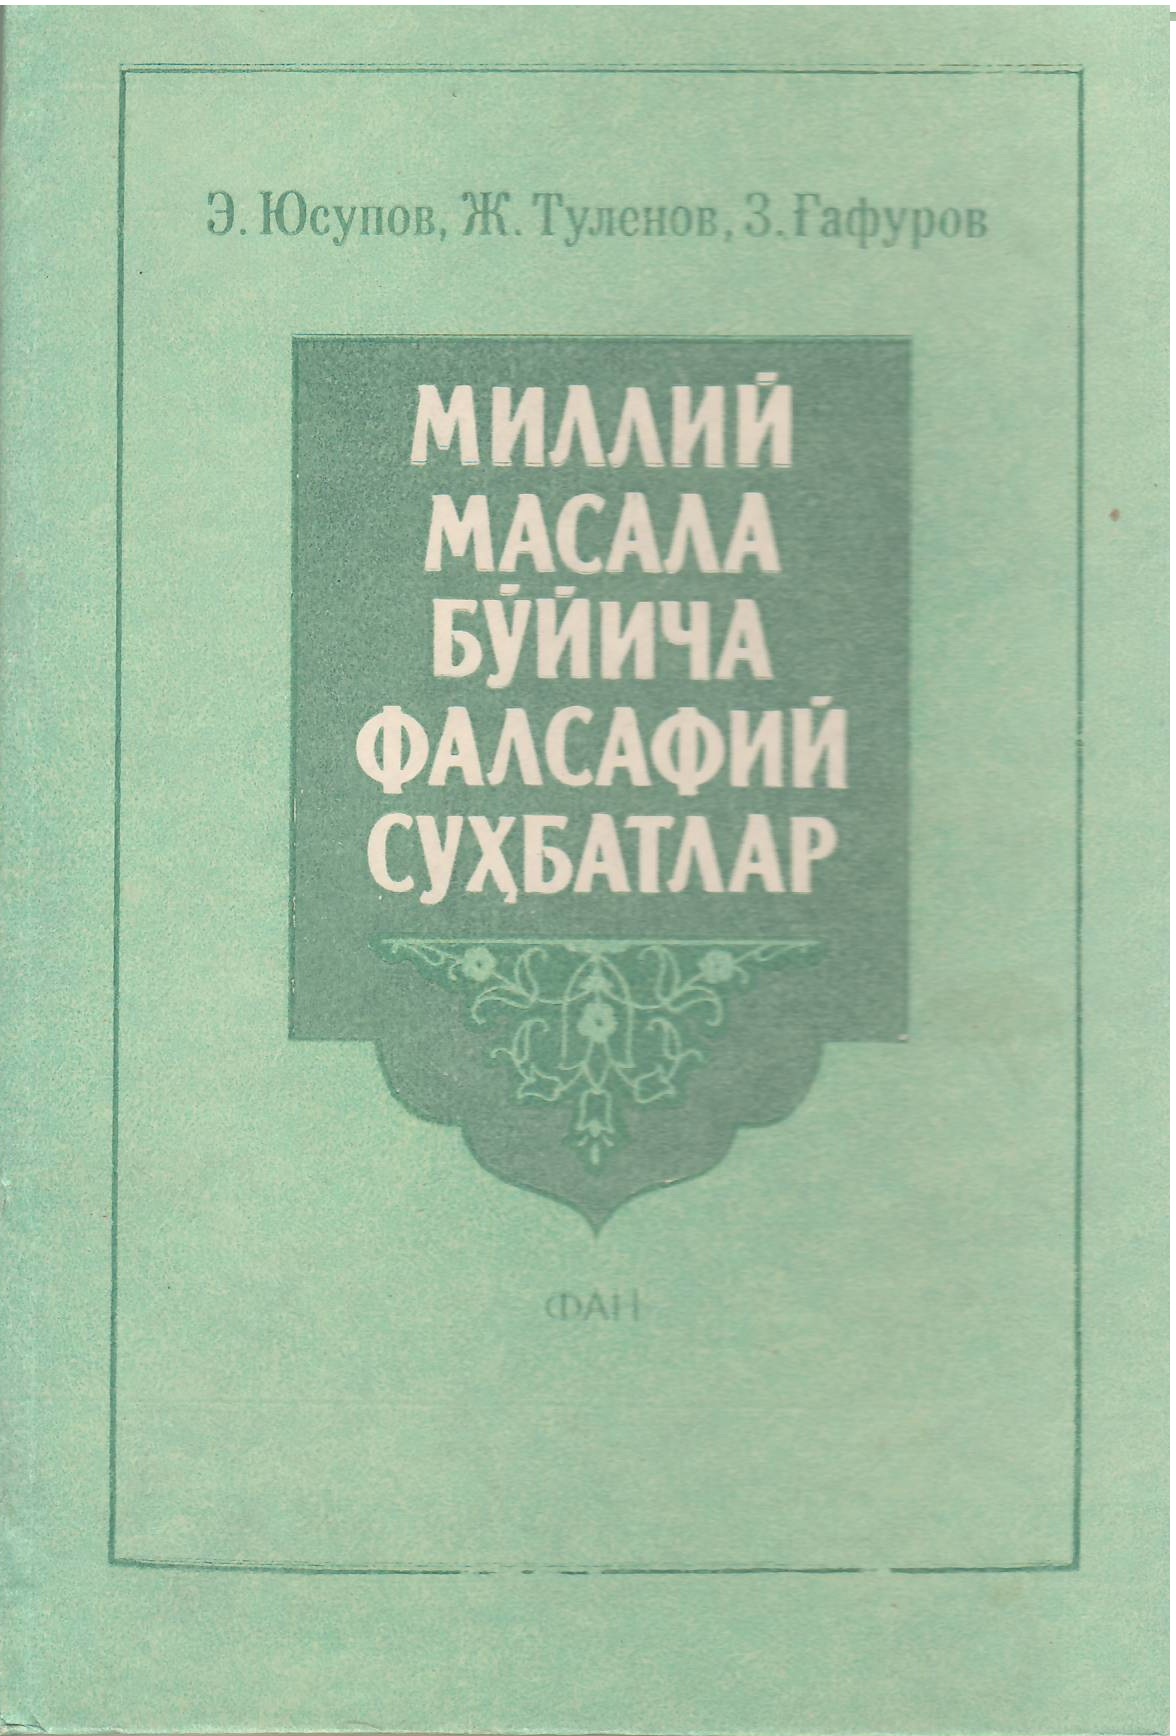 Э. Юсупов, Ж. Туленов, З. Ғафуров
МИЛЛИЙ
МАСАЛА
БЎЙИЧА
ФАЛСАФИЙ
СУҲБАТЛАР
ФАН